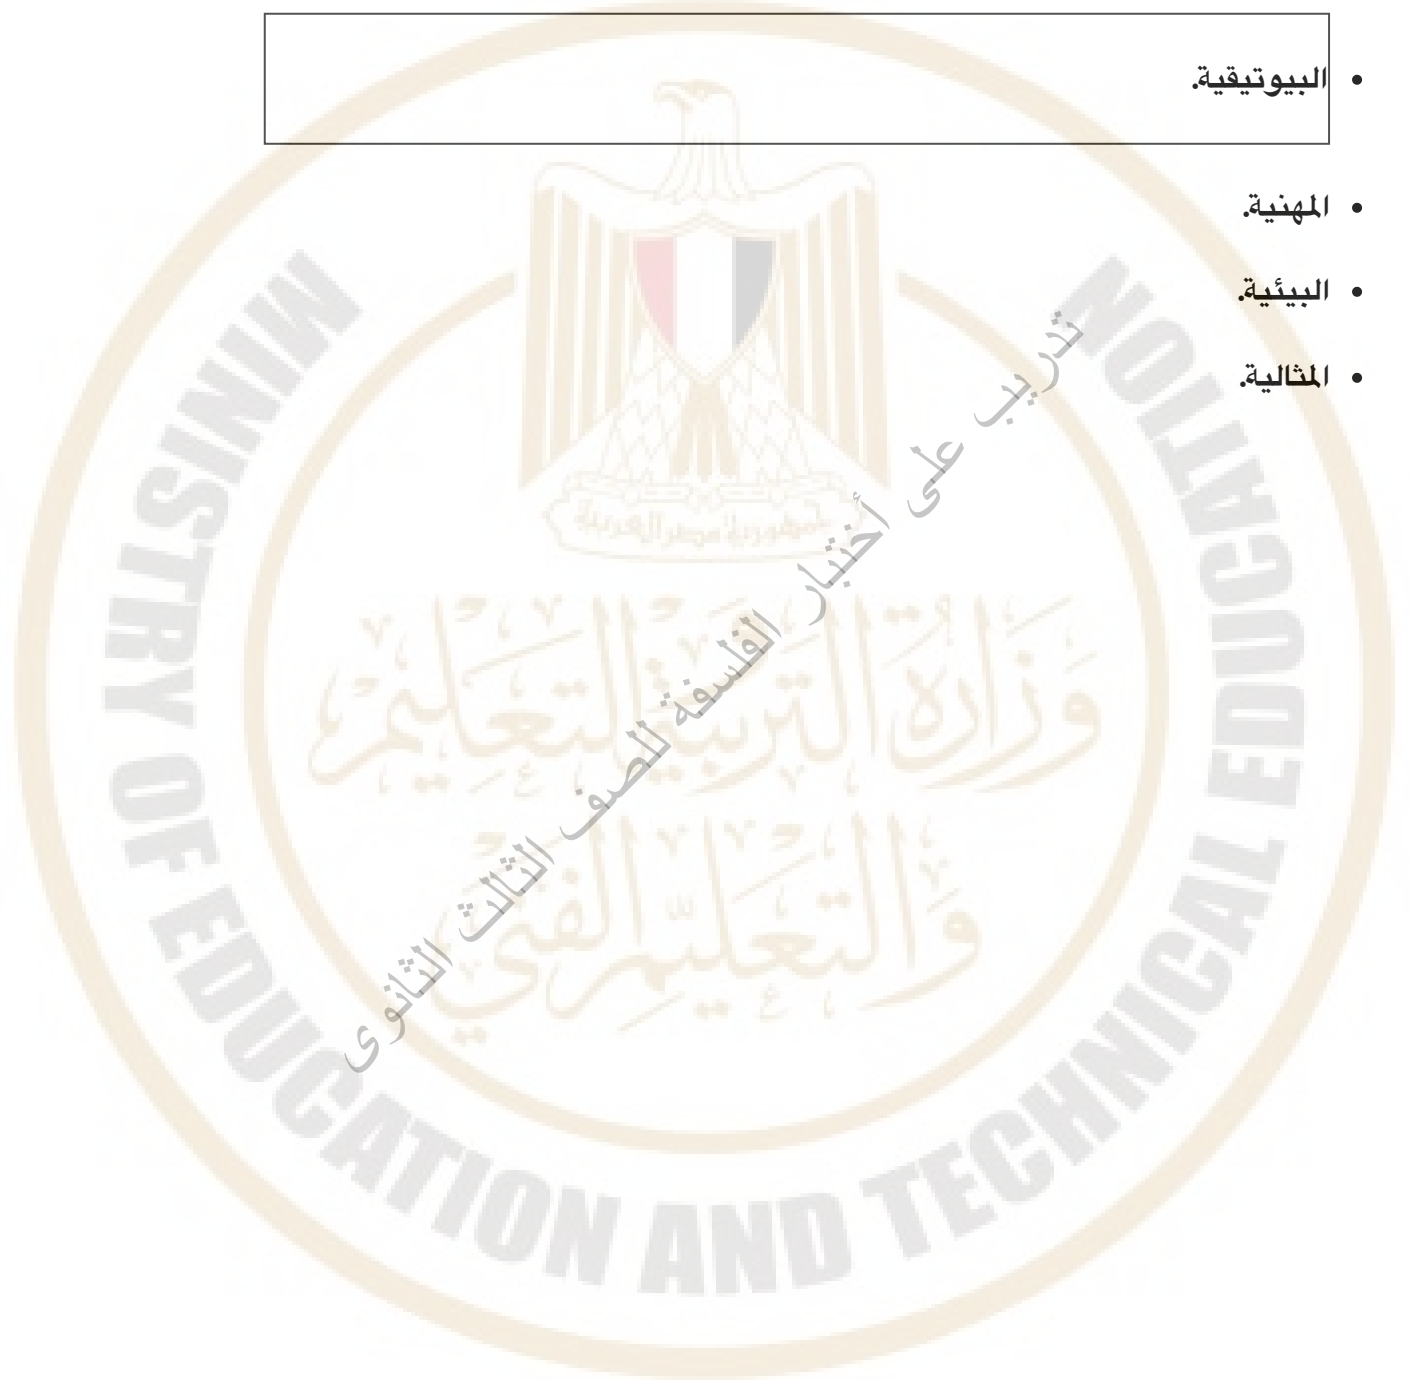 • البيوتيقية.
• المهنية.
• البيئية.
• المثالية.
تدريب على أختبار الفلسفة للصف الثالث الثانوى
جمهورية مصر العربية
وزارة التربية والتعليم
والتعليم الفني
MINISTRY OF EDUCATION AND TECHNICAL EDUCATION